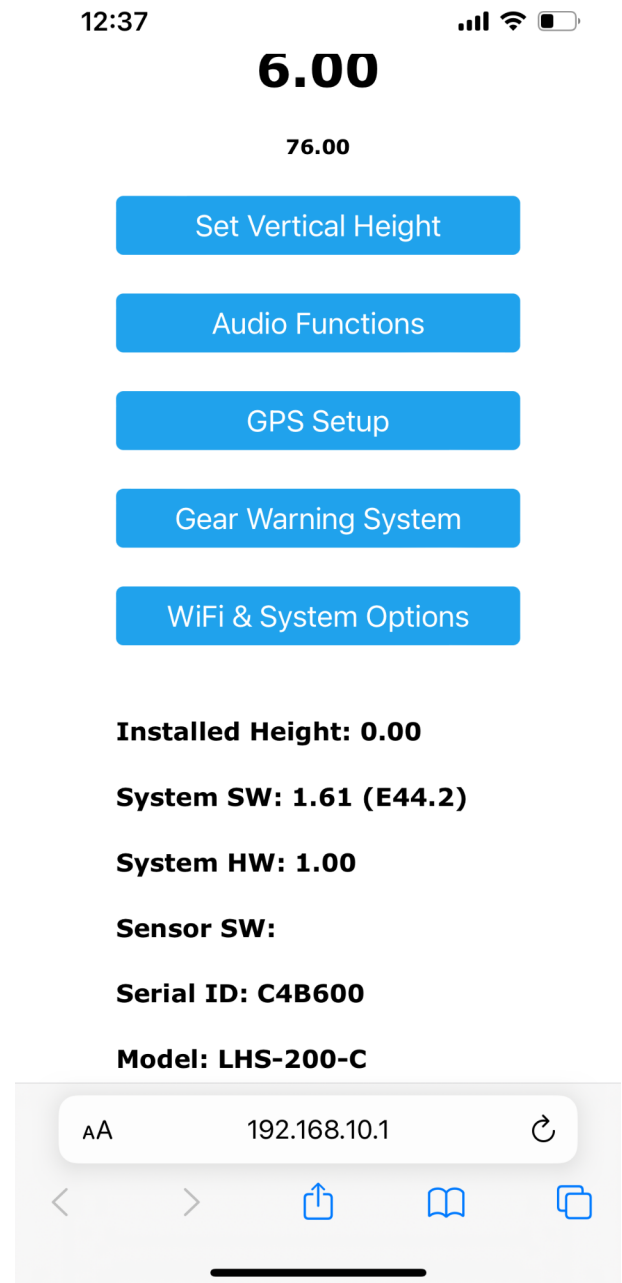 12:37
6.00
76.00
Set Vertical Height
Audio Functions
GPS Setup
Gear Warning System
WiFi & System Options
Installed Height: 0.00
System SW: 1.61 (E44.2)
System HW: 1.00
Sensor SW:
Serial ID: C4B600
Model: LHS-200-C
AA 192.168.10.1